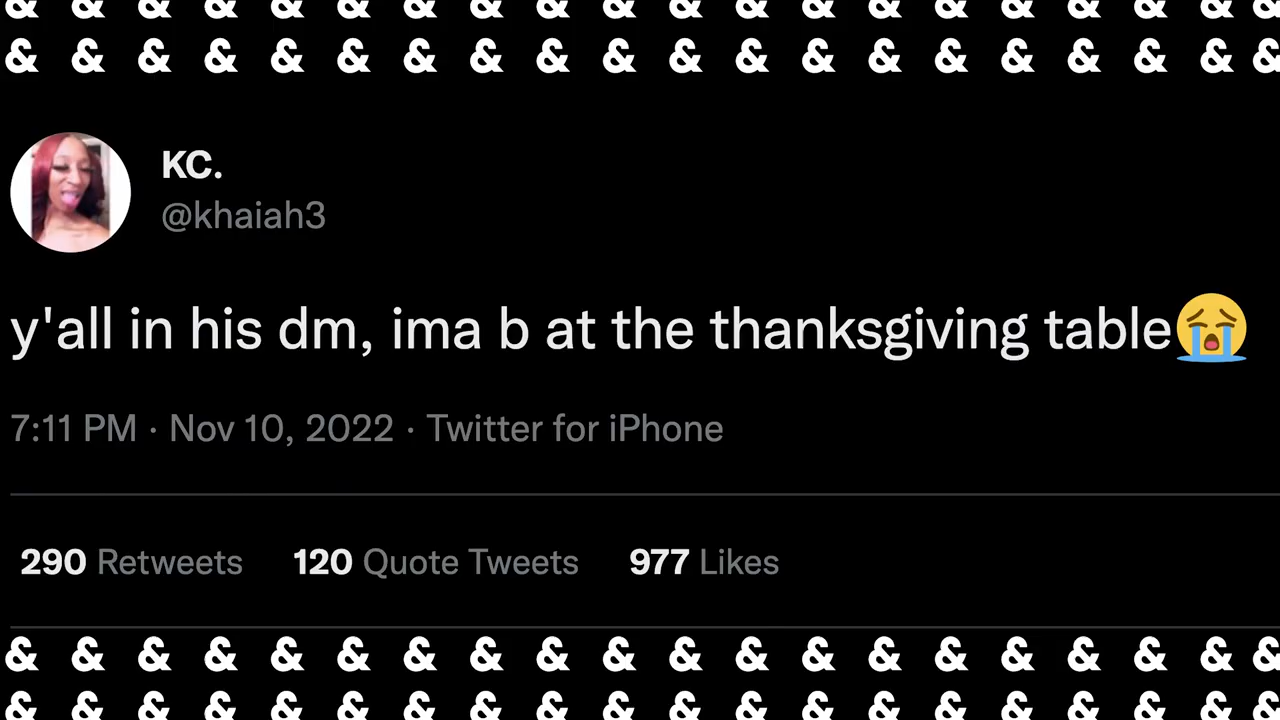 & & & & & & & & & & & & & & & & & & & &
& & & & & & & & & & & & & & & & & & & &
KC.
@khaiah3
y'all in his dm, ima b at the thanksgiving table😭
7:11 PM · Nov 10, 2022 · Twitter for iPhone
290 Retweets 120 Quote Tweets 977 Likes
& & & & & & & & & & & & & & & & & & & &
& & & & & & & & & & & & & & & & & & & &